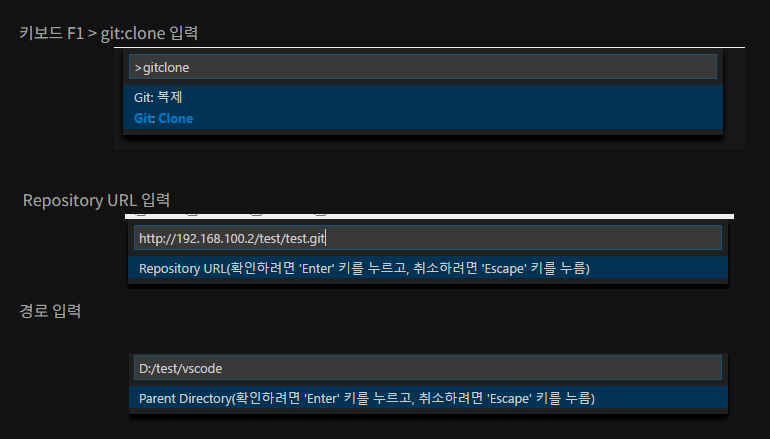 키보드 F1 > git:clone 입력
>gitclone
Git: 복제
Git: Clone
Repository URL 입력
http://192.168.100.2/test/test.git
Repository URL(확인하려면 'Enter' 키를 누르고, 취소하려면 'Escape' 키를 누름)
경로 입력
D:/test/vscode
Parent Directory(확인하려면 'Enter' 키를 누르고, 취소하려면 'Escape' 키를 누름)